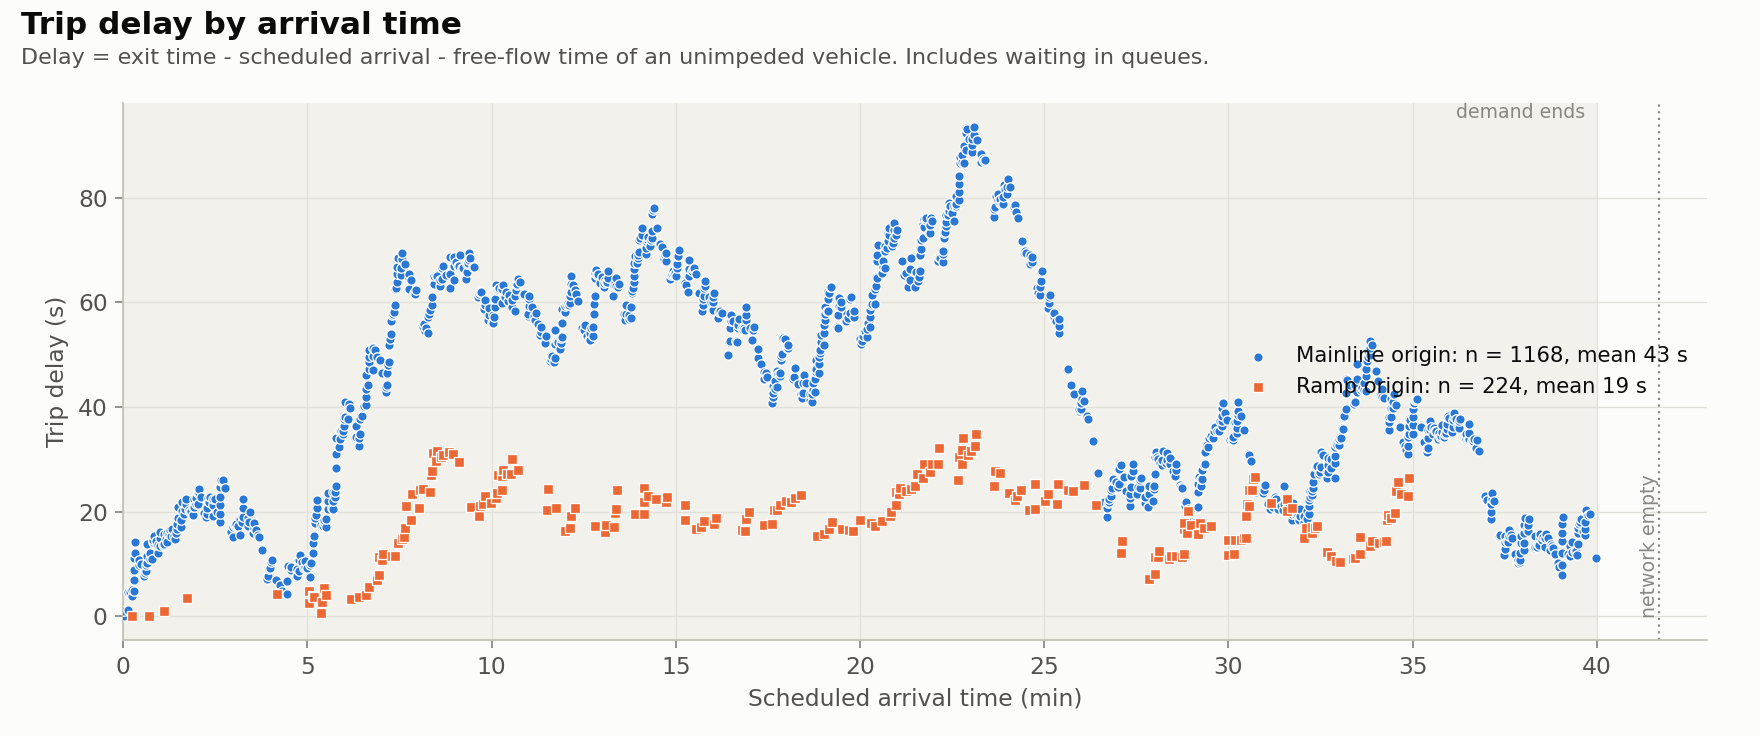 Trip delay by arrival time
Delay = exit time - scheduled arrival - free-flow time of an unimpeded vehicle. Includes waiting in queues.
demand ends
network empty
Mainline origin: n = 1168, mean 43 s
Ramp origin: n = 224, mean 19 s
Trip delay (s)
80
60
40
20
0
0 5 10 15 20 25 30 35 40
Scheduled arrival time (min)